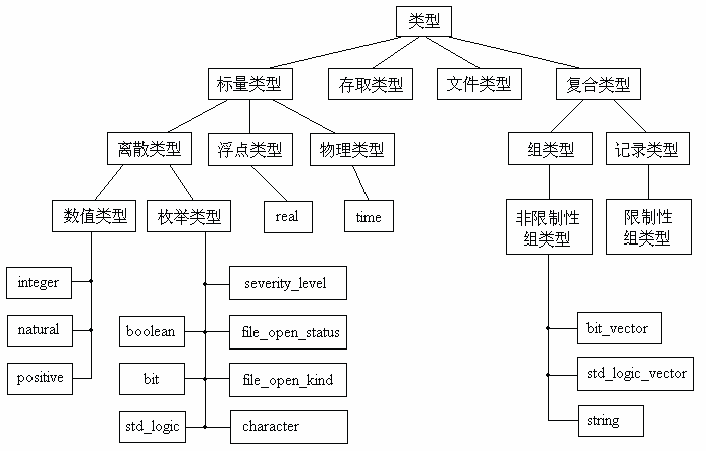 类型
标量类型
存取类型
文件类型
复合类型
离散类型
浮点类型
物理类型
组类型
记录类型
数值类型
枚举类型
real
time
非限制性
组类型
限制性
组类型
integer
severity_level
natural
boolean
file_open_status
bit_vector
positive
bit
file_open_kind
std_logic_vector
std_logic
character
string